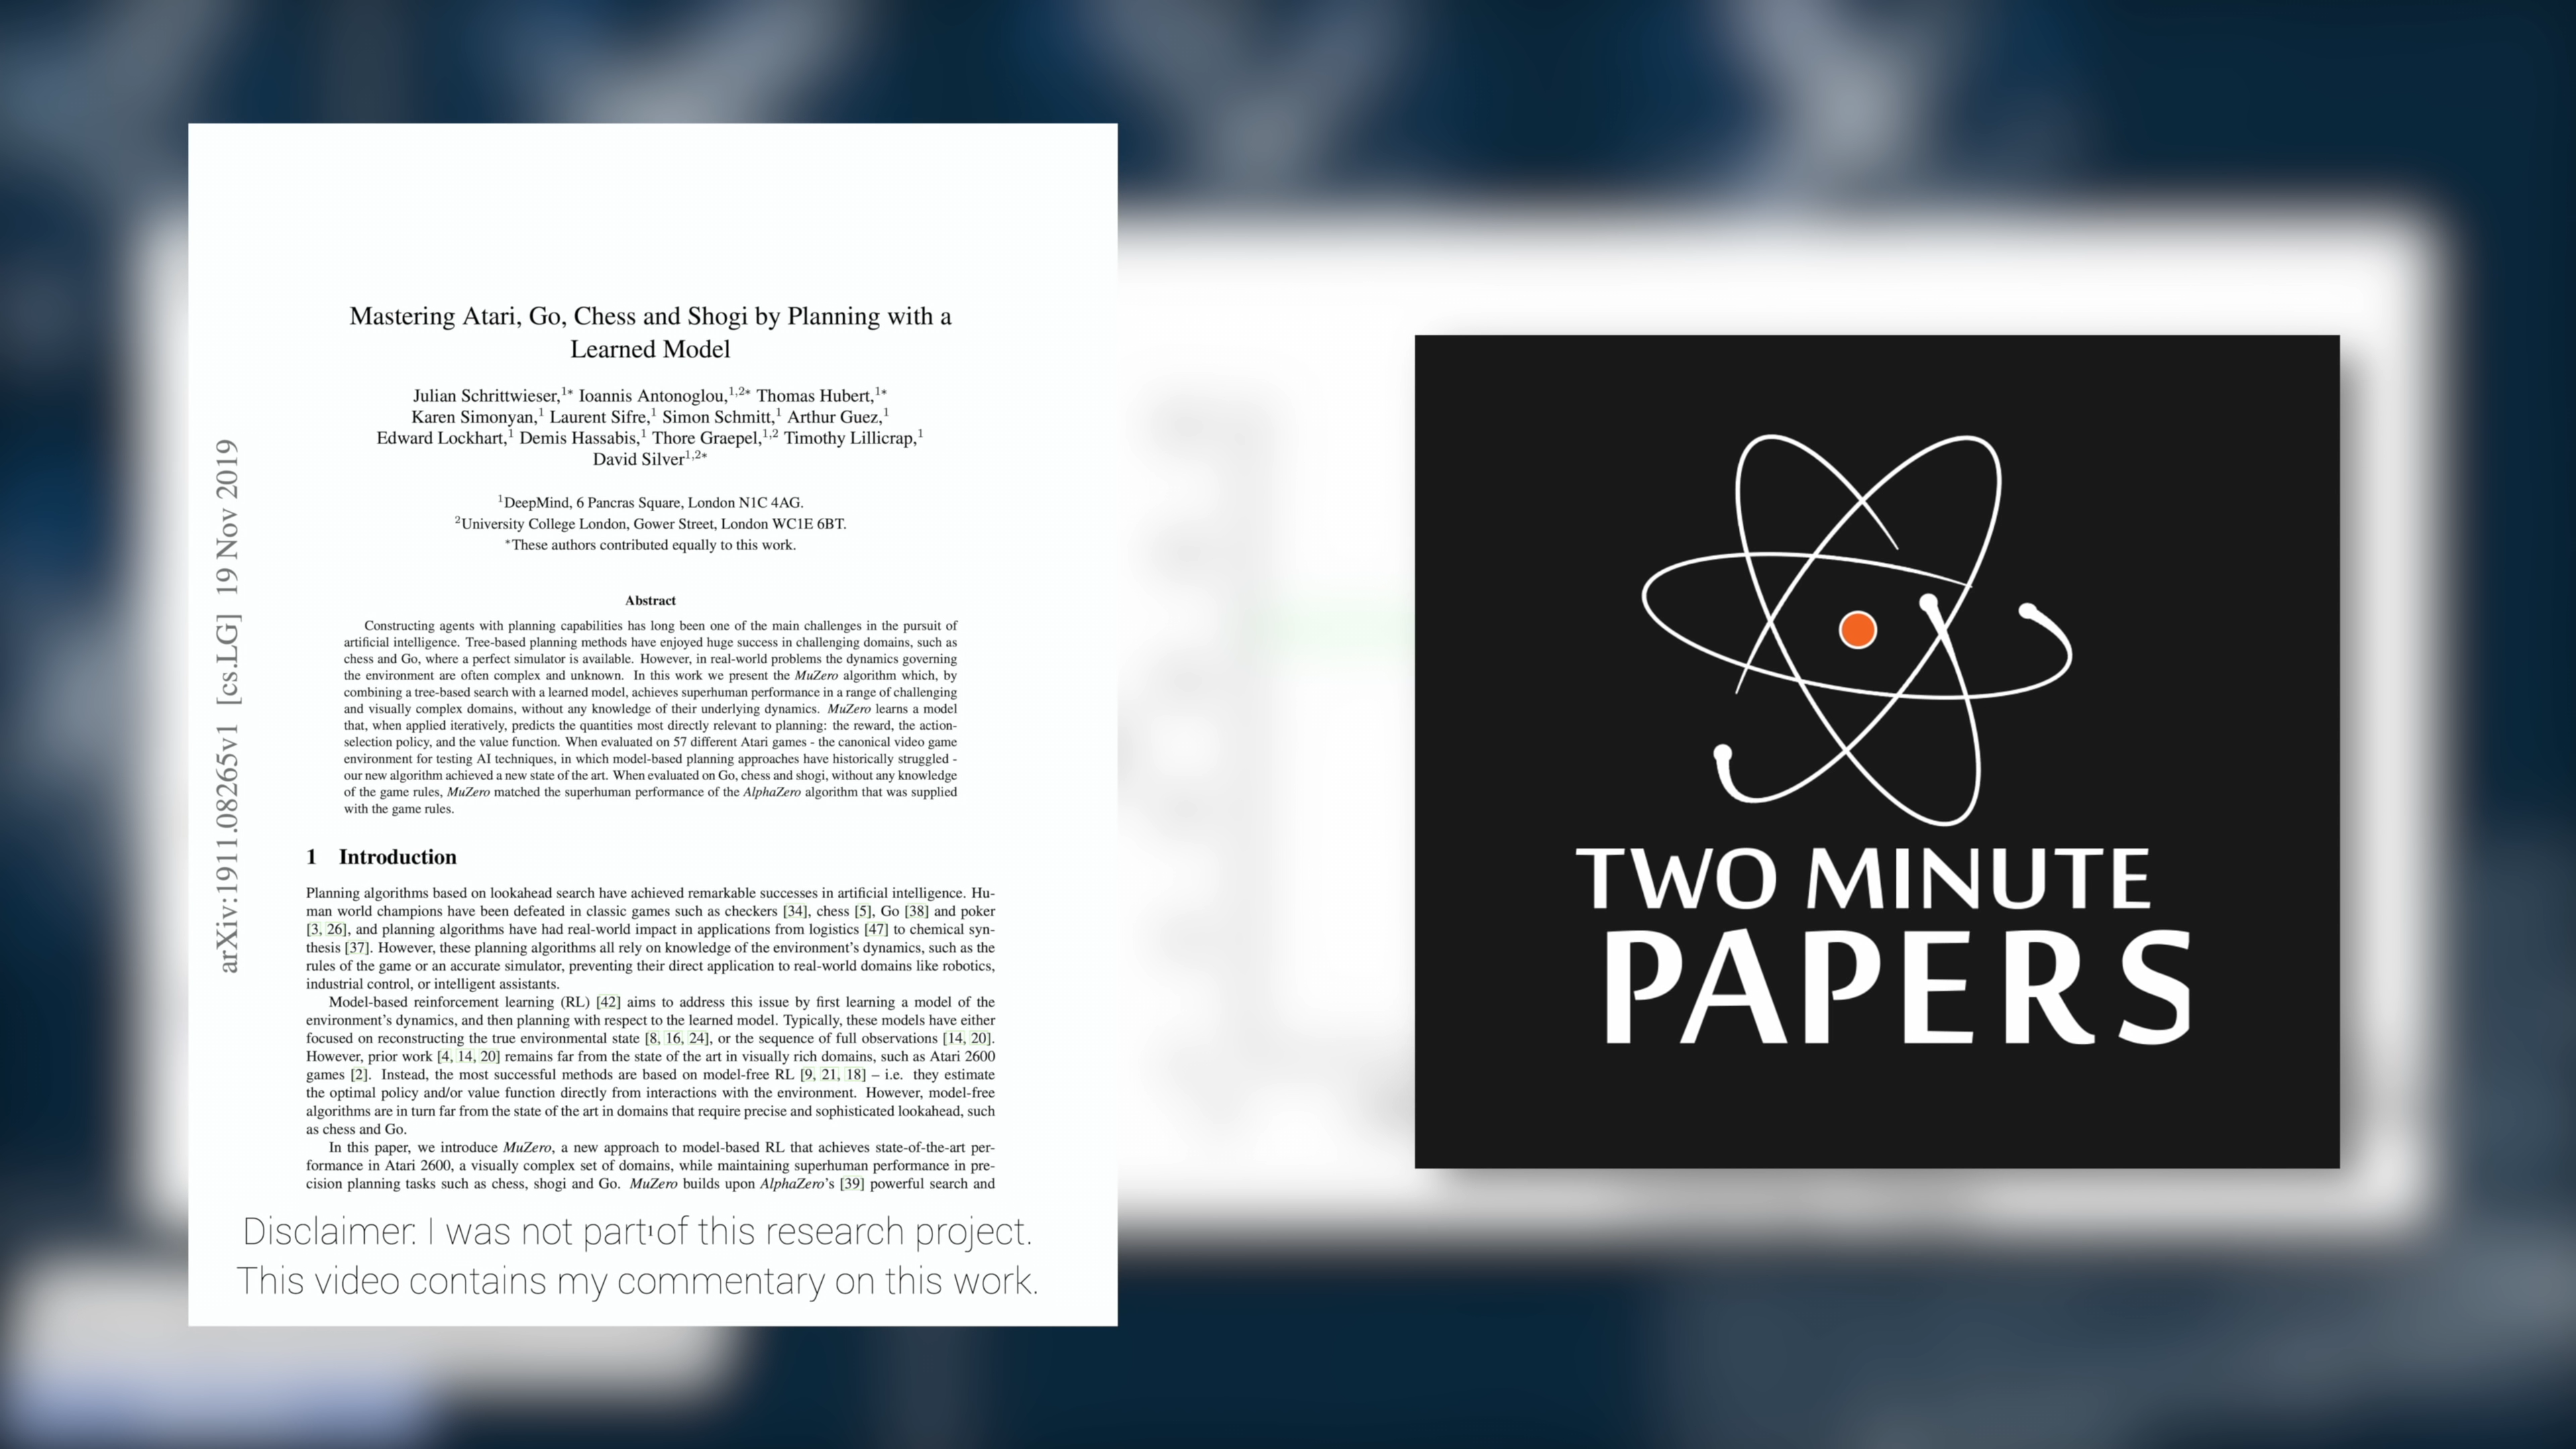 arXiv:1911.08265v1 [cs.LG] 19 Nov 2019
Mastering Atari, Go, Chess and Shogi by Planning with a
Learned Model
Julian Schrittwieser,1* Ioannis Antonoglou,1,2* Thomas Hubert,1*
Karen Simonyan,1 Laurent Sifre,1 Simon Schmitt,1 Arthur Guez,1
Edward Lockhart,1 Demis Hassabis,1 Thore Graepel,1,2 Timothy Lillicrap,1
David Silver1,2*
1DeepMind, 6 Pancras Square, London N1C 4AG.
2University College London, Gower Street, London WC1E 6BT.
*These authors contributed equally to this work.
Abstract
Constructing agents with planning capabilities has long been one of the main challenges in the pursuit of
artificial intelligence. Tree-based planning methods have enjoyed huge success in challenging domains, such as
chess and Go, where a perfect simulator is available. However, in real-world problems the dynamics governing
the environment are often complex and unknown. In this work we present the MuZero algorithm which, by
combining a tree-based search with a learned model, achieves superhuman performance in a range of challenging
and visually complex domains, without any knowledge of their underlying dynamics. MuZero learns a model
that, when applied iteratively, predicts the quantities most directly relevant to planning: the reward, the action-
selection policy, and the value function. When evaluated on 57 different Atari games - the canonical video game
environment for testing AI techniques, in which model-based planning approaches have historically struggled -
our new algorithm achieved a new state of the art. When evaluated on Go, chess and shogi, without any knowledge
of the game rules, MuZero matched the superhuman performance of the AlphaZero algorithm that was supplied
with the game rules.
1 Introduction
Planning algorithms based on lookahead search have achieved remarkable successes in artificial intelligence. Hu-
man world champions have been defeated in classic games such as checkers [34], chess [5], Go [38] and poker
[3, 26], and planning algorithms have had real-world impact in applications from logistics [47] to chemical syn-
thesis [37]. However, these planning algorithms all rely on knowledge of the environment's dynamics, such as the
rules of the game or an accurate simulator, preventing their direct application to real-world domains like robotics,
industrial control, or intelligent assistants.
Model-based reinforcement learning (RL) [42] aims to address this issue by first learning a model of the
environment's dynamics, and then planning with respect to the learned model. Typically, these models have either
focused on reconstructing the true environmental state [8, 16, 24], or the sequence of full observations [14, 20].
However, prior work [4, 14, 20] remains far from the state of the art in visually rich domains, such as Atari 2600
games [2]. Instead, the most successful methods are based on model-free RL [9, 21, 18] – i.e. they estimate
the optimal policy and/or value function directly from interactions with the environment. However, model-free
algorithms are in turn far from the state of the art in domains that require precise and sophisticated lookahead, such
as chess and Go.
In this paper, we introduce MuZero, a new approach to model-based RL that achieves state-of-the-art per-
formance in Atari 2600, a visually complex set of domains, while maintaining superhuman performance in pre-
cision planning tasks such as chess, shogi and Go. MuZero builds upon AlphaZero's [39] powerful search and
1
Disclaimer: I was not part of this research project.
This video contains my commentary on this work.
TWO MINUTE
PAPERS